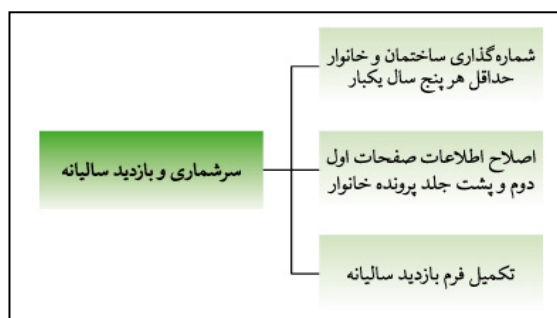 شماره‌گذاری ساختمان و خانوار
حداقل هر پنج سال یکبار
سرشماری و بازدید سالیانه
اصلاح اطلاعات صفحات اول
دوم و پشت جلد پرونده خانوار
تکمیل فرم بازدید سالیانه